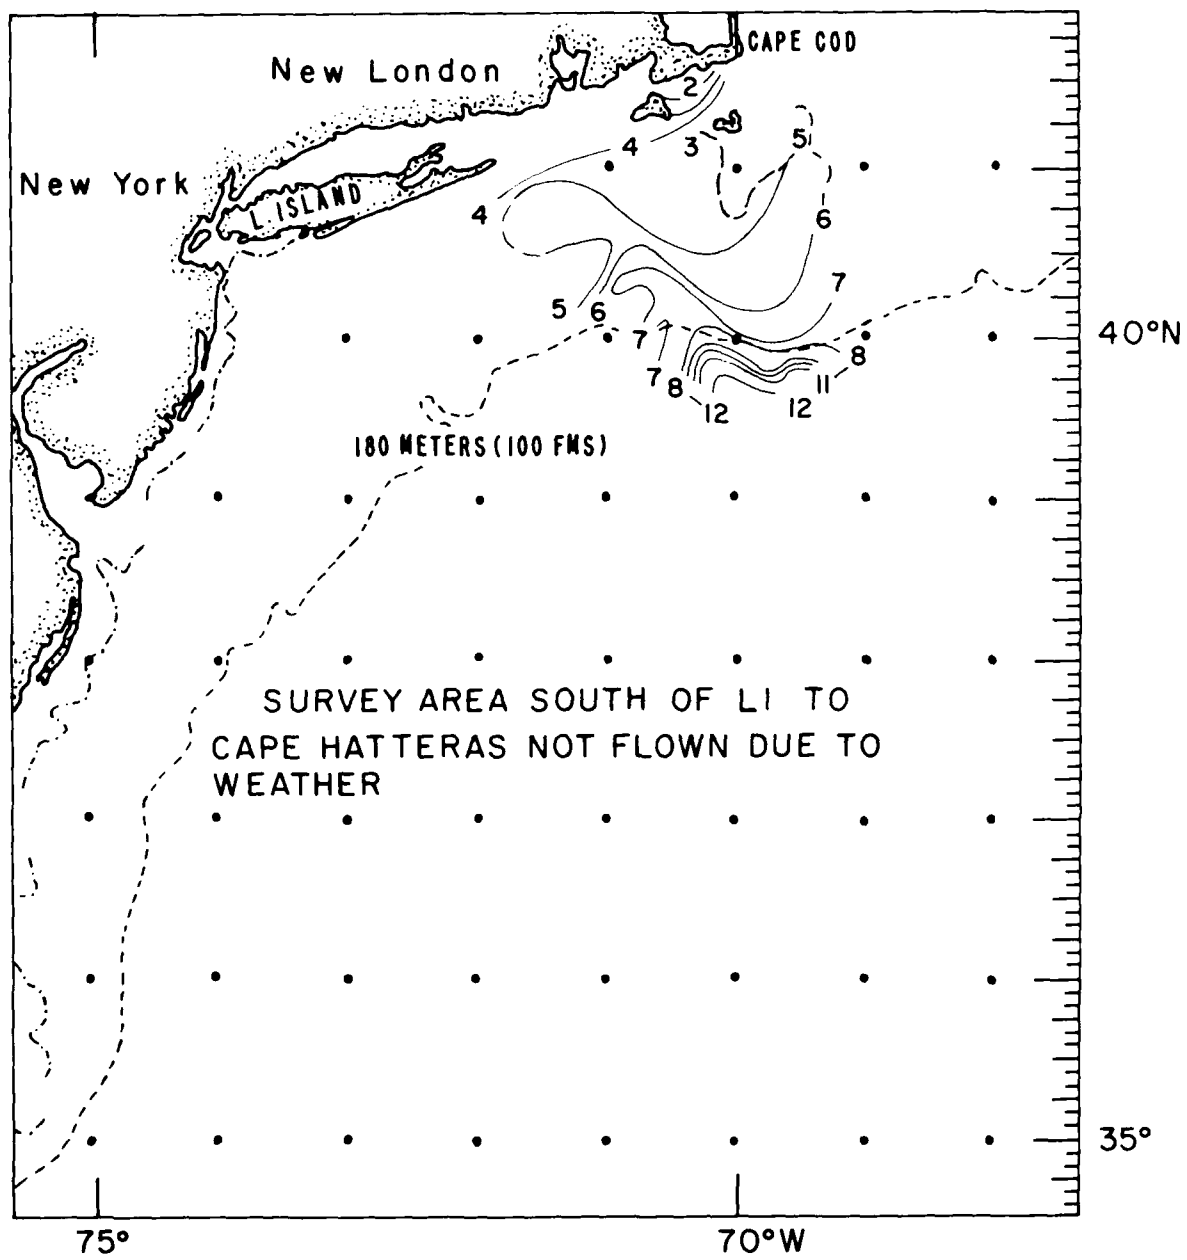 CAPE COD
New London
2
5
4
3
New York
L. ISLAND
4
6
7
5
6
40°N
7
8
7
8
11
12
12
180 METERS (100 FMS)
SURVEY AREA SOUTH OF LI TO
CAPE HATTERAS NOT FLOWN DUE TO
WEATHER
35°
75°
70°W